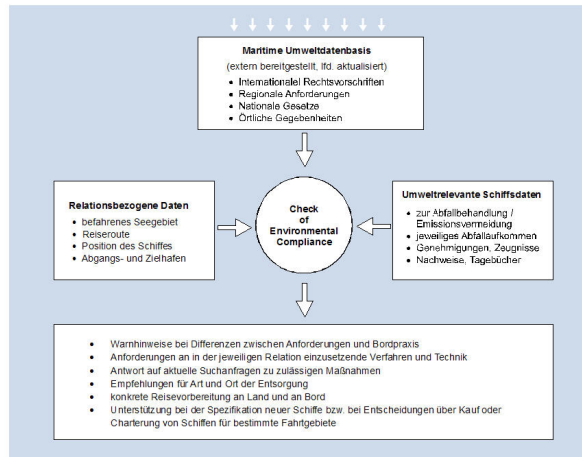 Maritime Umweltdatenbasis
(extern bereitgestellt, lfd. aktualisiert)
• Internationalel Rechtsvorschriften
• Regionale Anforderungen
• Nationale Gesetze
• Örtliche Gegebenheiten
Relationsbezogene Daten
• befahrenes Seegebiet
• Reiseroute
• Position des Schiffes
• Abgangs- und Zielhafen
Check
of
Environmental
Compliance
Umweltrelevante Schiffsdaten
• zur Abfallbehandlung /
Emissionsvermeidung
• jeweiliges Abfallaufkommen
• Genehmigungen, Zeugnisse
• Nachweise, Tagebücher
• Warnhinweise bei Differenzen zwischen Anforderungen und Bordpraxis
• Anforderungen an in der jeweiligen Relation einzusetzende Verfahren und Technik
• Antwort auf aktuelle Suchanfragen zu zulässigen Maßnahmen
• Empfehlungen für Art und Ort der Entsorgung
• konkrete Reisevorbereitung an Land und an Bord
• Unterstützung bei der Spezifikation neuer Schiffe bzw. bei Entscheidungen über Kauf oder
Charterung von Schiffen für bestimmte Fahrtgebiete